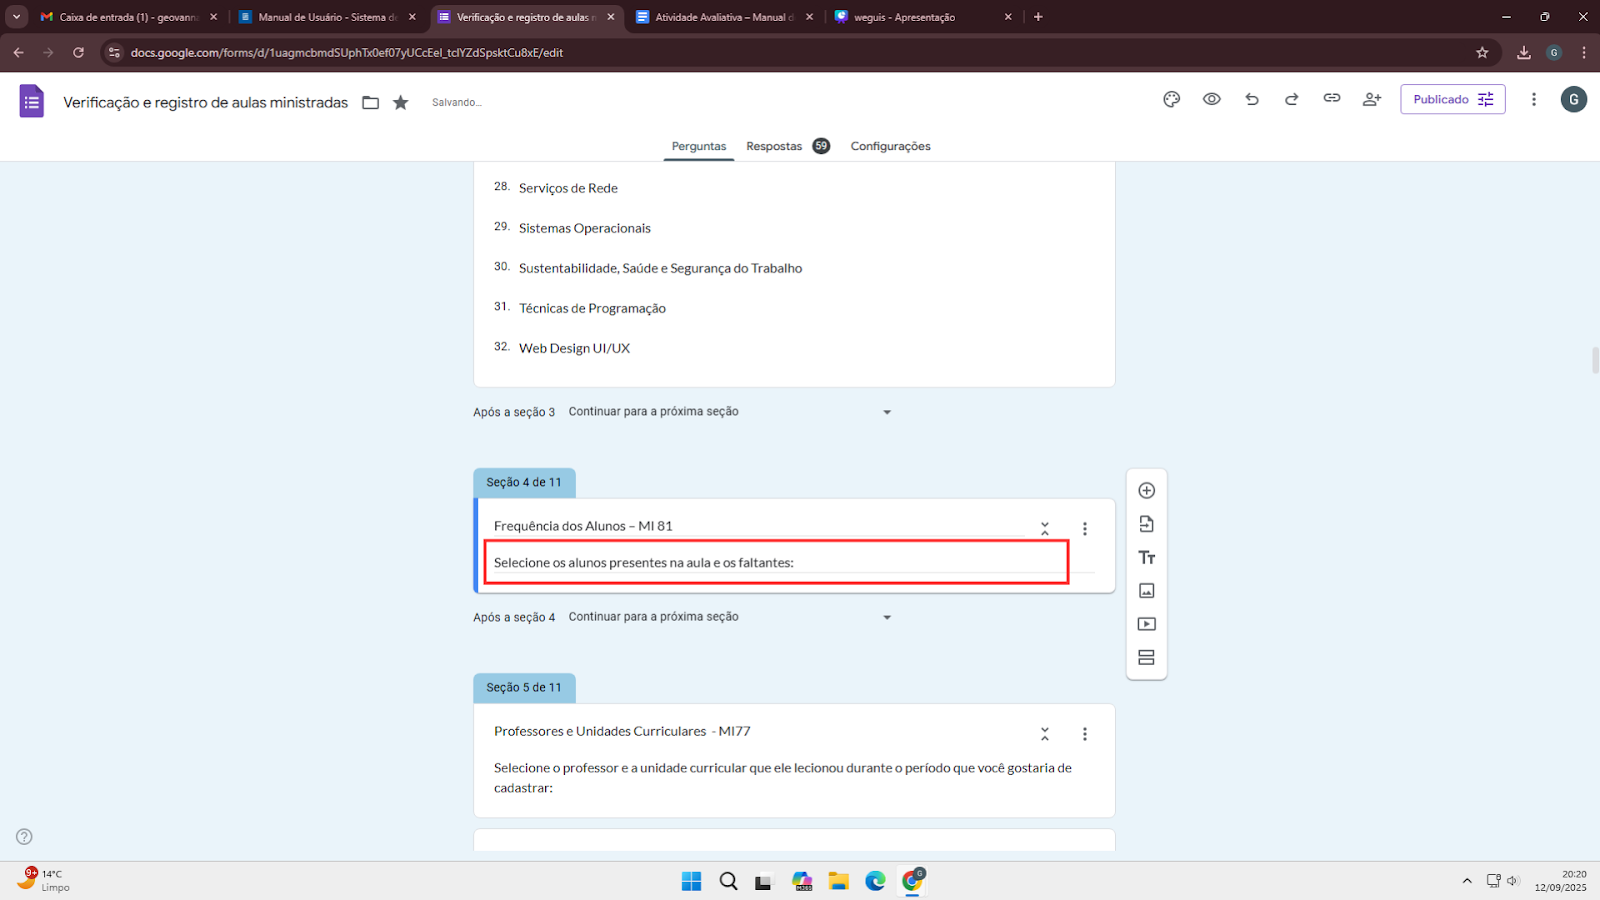 Caixa de entrada (1) - geovanna
Manual de Usuário - Sistema de
Verificação e registro de aulas m
Atividade Avaliativa – Manual d
weguis - Apresentação
docs.google.com/forms/d/1uagmcbmdSUphTx0ef07yUCcEel_tclYZdSpsktCu8xE/edit
G
Verificação e registro de aulas ministradas
Salvando...
Publicado
G
Perguntas
Respostas
59
Configurações
28. Serviços de Rede
29. Sistemas Operacionais
30. Sustentabilidade, Saúde e Segurança do Trabalho
31. Técnicas de Programação
32. Web Design UI/UX
Após a seção 3 Continuar para a próxima seção
Seção 4 de 11
Frequência dos Alunos – MI 81
Selecione os alunos presentes na aula e os faltantes:
Tт
Após a seção 4 Continuar para a próxima seção
Seção 5 de 11
Professores e Unidades Curriculares - MI77
Selecione o professor e a unidade curricular que ele lecionou durante o período que você gostaria de
cadastrar:
9+
14°C
Limpo
M365
G
20:20
12/09/2025